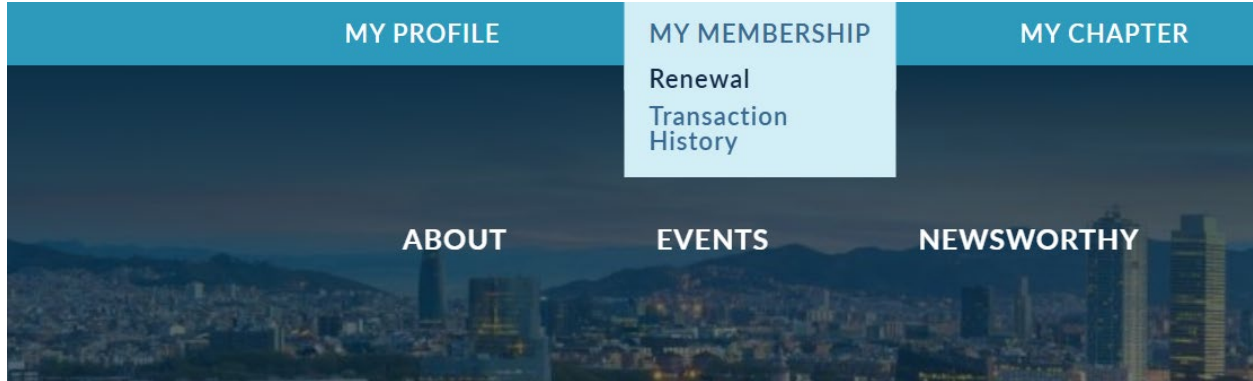 MY PROFILE
MY MEMBERSHIP
MY CHAPTER
Renewal
Transaction
History
ABOUT
EVENTS
NEWSWORTHY